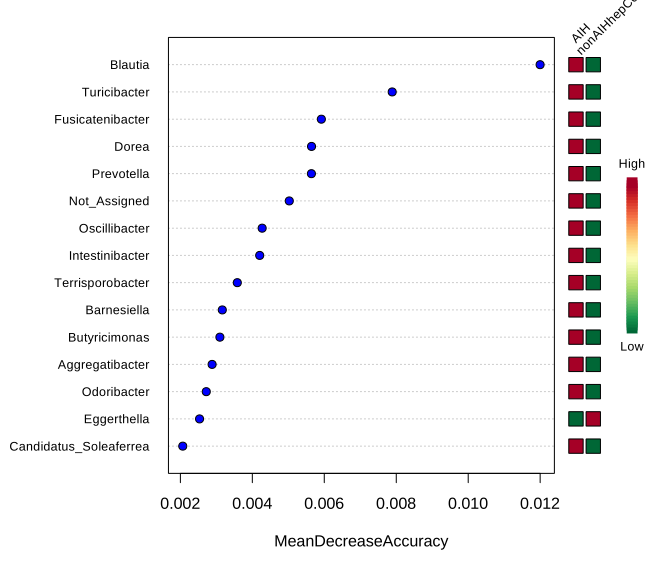 AIH
Blautia
Turicibacter
Fusicatenibacter
Dorea
Prevotella
Not_Assigned
Oscillibacter
Intestinibacter
Terrisporobacter
Barnesiella
Butyricimonas
Aggregatibacter
Odoribacter
Eggerthella
Candidatus_Soleaferrea
High
Low
0.002 0.004 0.006 0.008 0.010 0.012
MeanDecreaseAccuracy